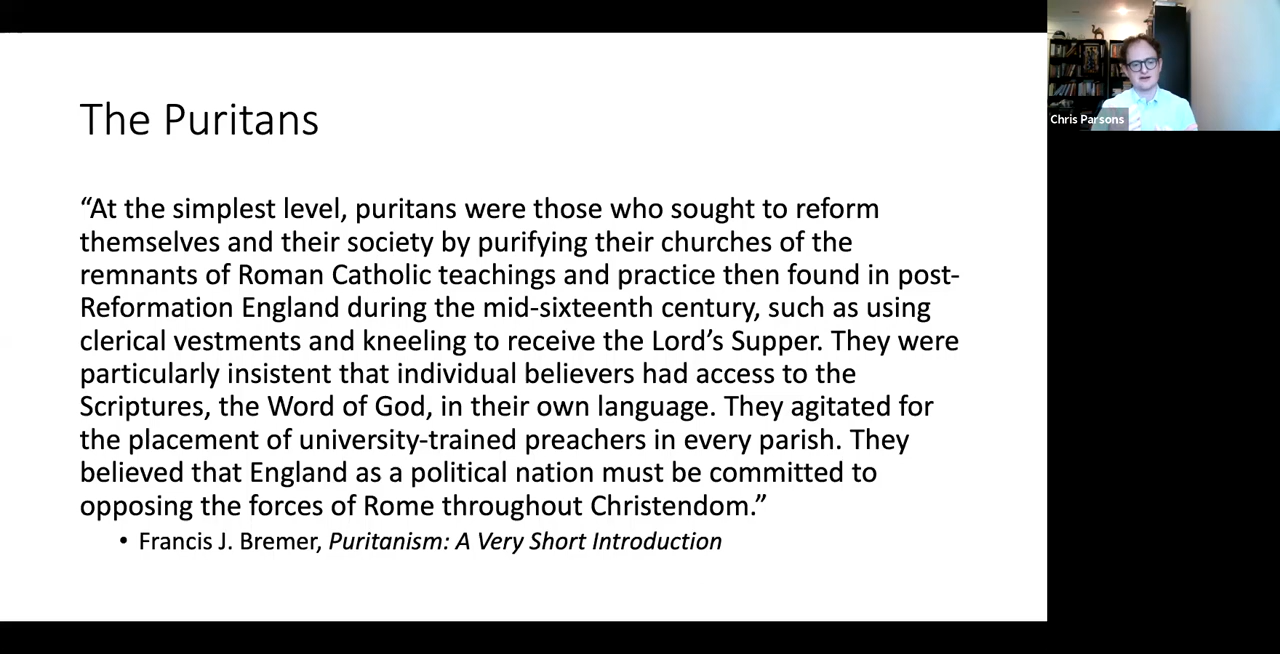 The Puritans
“At the simplest level, puritans were those who sought to reform
themselves and their society by purifying their churches of the
remnants of Roman Catholic teachings and practice then found in post-
Reformation England during the mid-sixteenth century, such as using
clerical vestments and kneeling to receive the Lord’s Supper. They were
particularly insistent that individual believers had access to the
Scriptures, the Word of God, in their own language. They agitated for
the placement of university-trained preachers in every parish. They
believed that England as a political nation must be committed to
opposing the forces of Rome throughout Christendom.”
• Francis J. Bremer, Puritanism: A Very Short Introduction
Chris Parsons